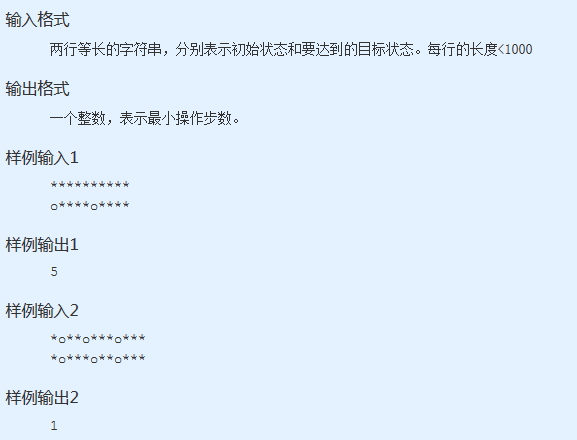 输入格式
两行等长的字符串，分别表示初始状态和要达到的目标状态。每行的长度<1000
输出格式
一个整数，表示最小操作步数。
样例输入1
**********
o****o****
样例输出1
5
样例输入2
*o**o***o***
*o***o**o***
样例输出2
1